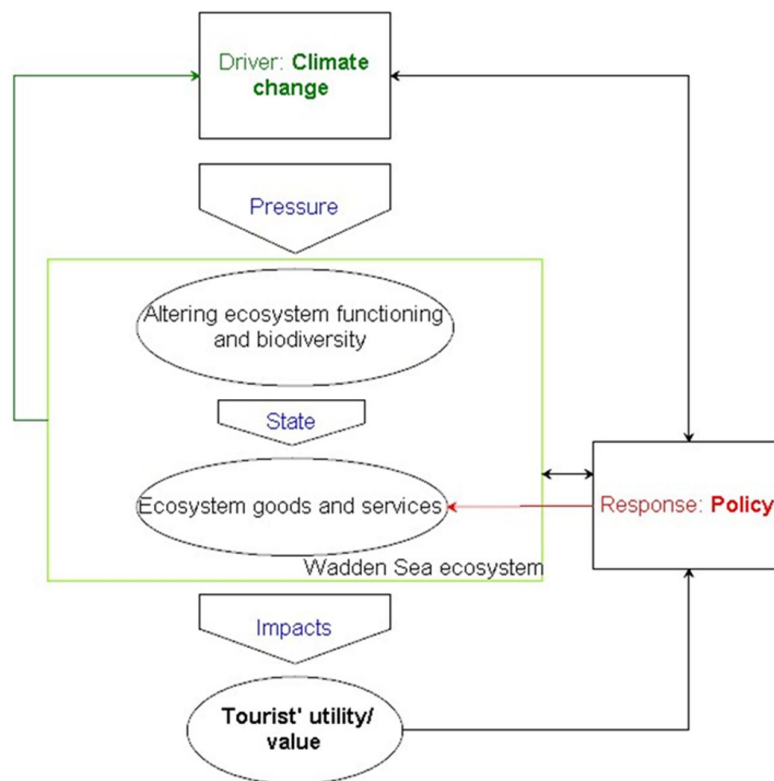 Driver: Climate
change
Pressure
Altering ecosystem functioning
and biodiversity
State
Ecosystem goods and services
Response: Policy
Wadden Sea ecosystem
Impacts
Tourist' utility/
value